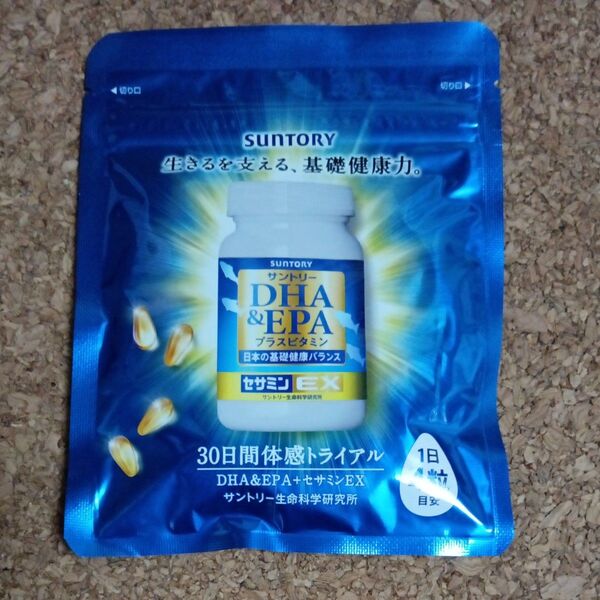 ◀切り口
切り口▶
SUNTORY
生きるを支える、基礎健康力。
SUNTORY
サントリー
DHA
&EPA
プラスビタミン
日本の基礎健康バランス
セサミンEX
サントリー生命科学研究所
30日間体感トライアル
DHA&EPA+セサミンEX
サントリー生命科学研究所
1日
4粒
目安